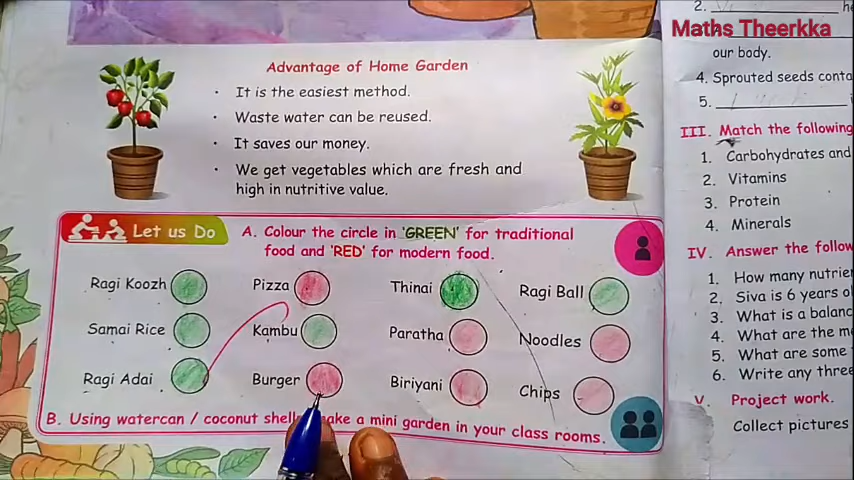 Maths Theerkka
2.
our body.
4. Sprouted seeds conta
5.
Advantage of Home Garden
• It is the easiest method.
• Waste water can be reused.
• It saves our money.
• We get vegetables which are fresh and
high in nutritive value.
III. Match the following
1. Carbohydrates and
2. Vitamins
3. Protein
4. Minerals
Let us Do
A. Colour the circle in 'GREEN' for traditional
food and 'RED' for modern food.
Ragi Koozh Pizza Thinai Ragi Ball
Samai Rice Kambu Paratha Noodles
Ragi Adai Burger Biriyani Chips
B. Using watercan / coconut shell make a mini garden in your class rooms.
IV. Answer the follow
1. How many nutrie
2. Siva is 6 years o
3. What is a balanc
4. What are the m
5. What are some
6. Write any three
V. Project work.
Collect pictures